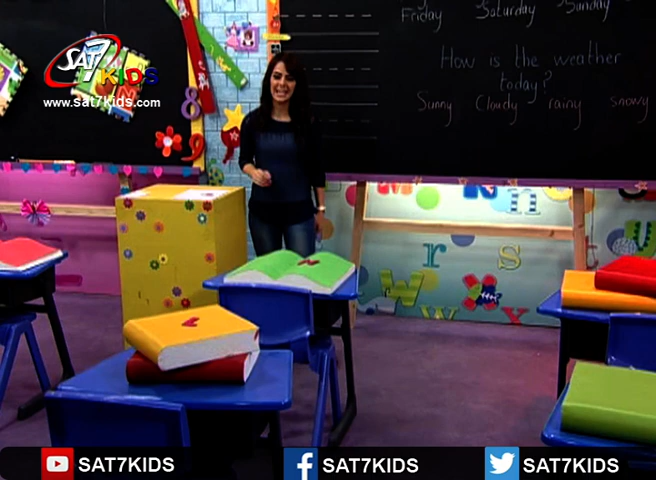 Friday Saturday Sunday
How is the weather
today?
Sunny Cloudy rainy snowy
SAT7 KIDS
www.sat7kids.com
8
n
r s
w w x
SAT7KIDS SAT7KIDS SAT7KIDS